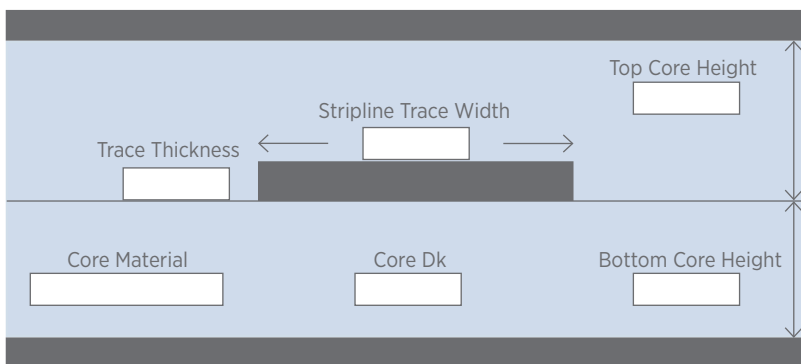 Top Core Height
Stripline Trace Width
Trace Thickness
Core Material
Core Dk
Bottom Core Height